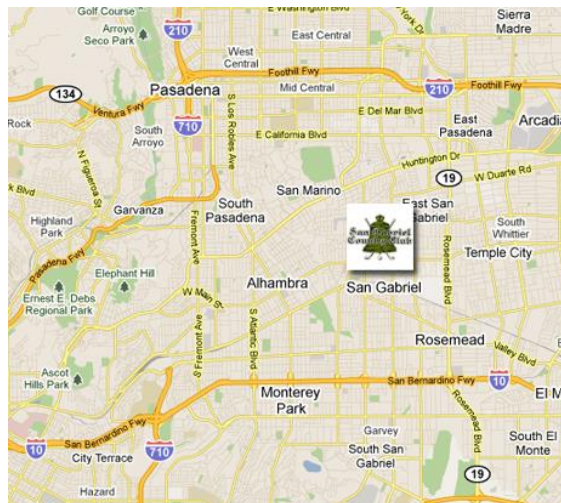 Golf Course
Arroyo
Seco Park
210
E Washington Blvd
York Dr
Sierra
Madre
East Central
West
Central
Foothill Fwy
Pasadena
Mid Central
210
Foothill Fwy
134
Ventura Fwy
S Los Robles Ave
E Del Mar Blvd
Rock
South
Arroyo
710
E California Blvd
East
Pasadena
Arcadia
N Figueroa St
Huntington Dr
19
W Duarte Rd
rk Blvd
San Marino
South
Pasadena
Garvanza
East San
Gabriel
Highland
Park
San Gabriel
Country Club
South
Whittier
Fremont Ave
Rosemead Blvd
Temple City
Pasadena Fwy
Elephant Hill
Alhambra
San Gabriel
Ernest E. Debs
Regional Park
W Main St
S Fremont Ave
S Atlantic Blvd
Rosemead
Valley Blvd
Ascot
Hills Park
San Bernardino Fwy
10
El M
Monterey
Park
Rosemead Blvd
San Bernardino Fwy
10
City Terrace
710
Garvey
South San
Gabriel
South El
Monte
19
Hazard